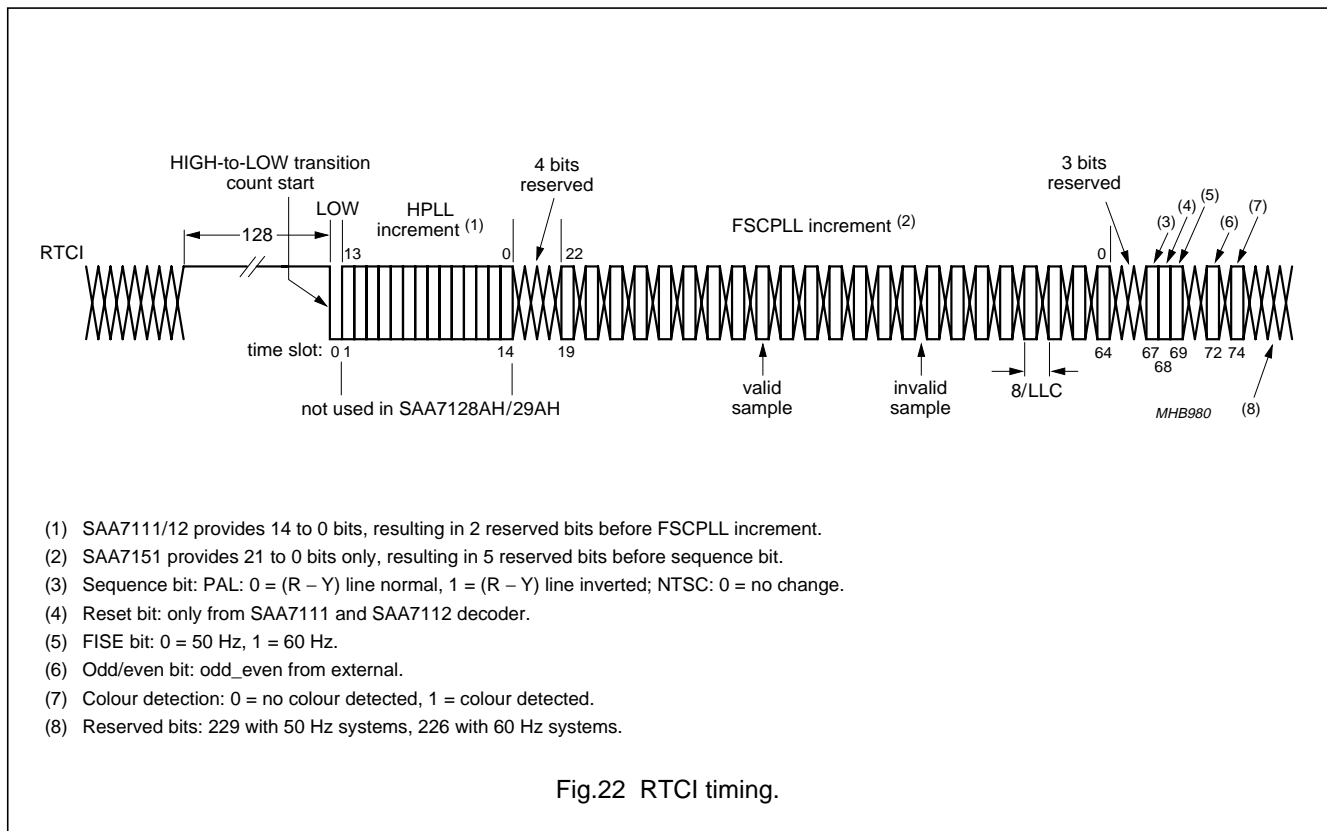 HIGH-to-LOW transition
count start
4 bits
reserved
3 bits
reserved
(3)
(4)
(5)
(6)
(7)
LOW
HPLL
increment (1)
FSCPLL increment (2)
128
RTCI
13
0
22
0
time slot:
0
1
14
19
64
67
68
69
72
74
not used in SAA7128AH/29AH
valid
sample
invalid
sample
8/LLC
MHB980
(8)
(1) SAA7111/12 provides 14 to 0 bits, resulting in 2 reserved bits before FSCPLL increment.
(2) SAA7151 provides 21 to 0 bits only, resulting in 5 reserved bits before sequence bit.
(3) Sequence bit: PAL: 0 = (R − Y) line normal, 1 = (R − Y) line inverted; NTSC: 0 = no change.
(4) Reset bit: only from SAA7111 and SAA7112 decoder.
(5) FISE bit: 0 = 50 Hz, 1 = 60 Hz.
(6) Odd/even bit: odd_even from external.
(7) Colour detection: 0 = no colour detected, 1 = colour detected.
(8) Reserved bits: 229 with 50 Hz systems, 226 with 60 Hz systems.
Fig.22 RTCI timing.